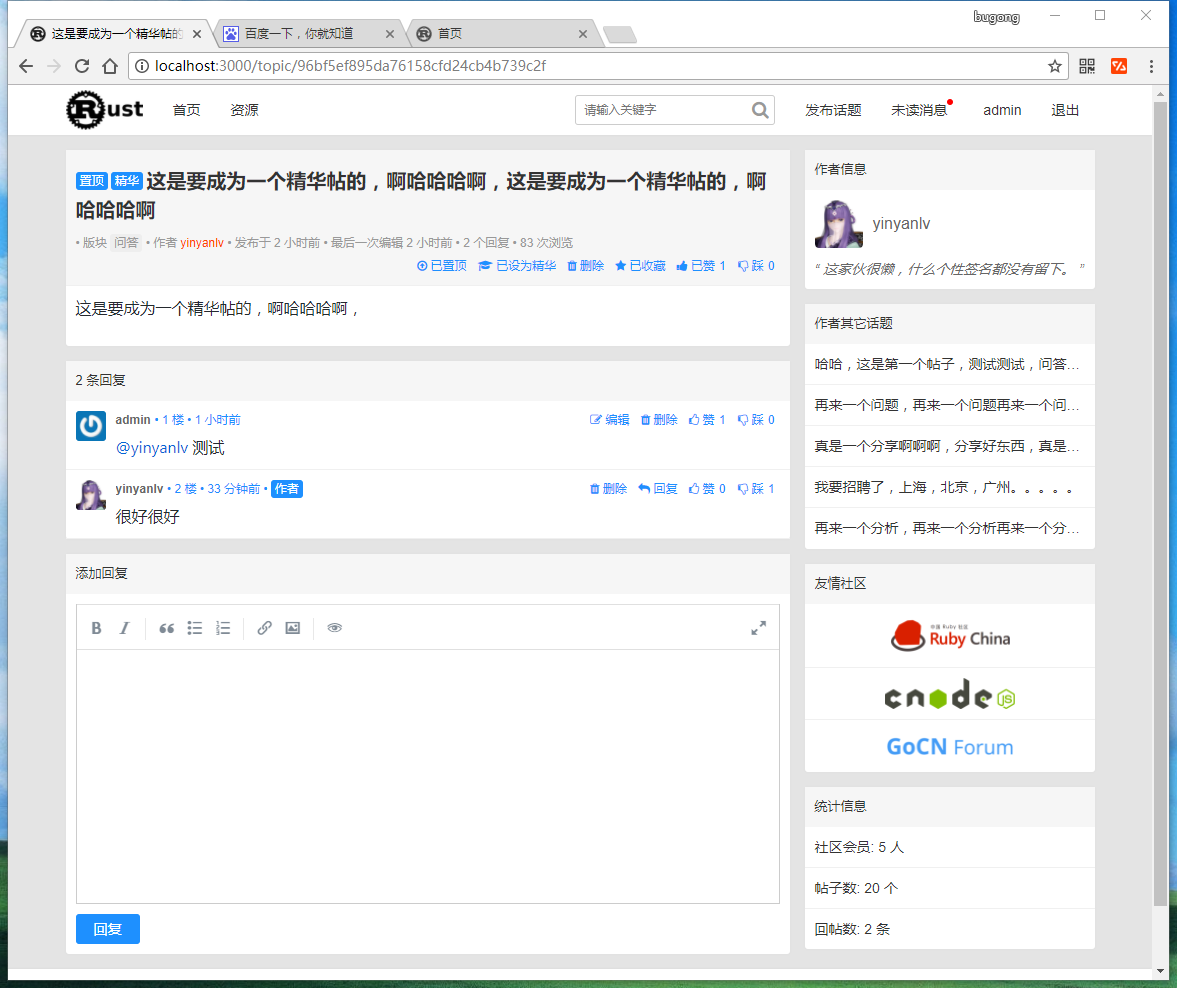 bugong
这是要成为一个精华帖的
百度一下，你就知道
首页
localhost:3000/topic/96bf5ef895da76158cfd24cb4b739c2f
Rust 首页 资源 请输入关键字 发布话题 未读消息 admin 退出
置顶 精华 这是要成为一个精华帖的，啊哈哈哈啊，这是要成为一个精华帖的，啊
哈哈哈啊
• 版块 问答 • 作者 yinyanlv • 发布于 2 小时前 • 最后一次编辑 2 小时前 • 2 个回复 • 83 次浏览
已置顶 已设为精华 删除 已收藏 已赞 1 踩 0
这是要成为一个精华帖的，啊哈哈哈啊，
2 条回复
admin • 1 楼 • 1 小时前 编辑 删除 赞 1 踩 0
@yinyanlv 测试
yinyanlv • 2 楼 • 33 分钟前 • 作者 删除 回复 赞 0 踩 1
很好很好
添加回复
B I
回复
作者信息
yinyanlv
“ 这家伙很懒，什么个性签名都没有留下。 ”
作者其它话题
哈哈，这是第一个帖子，测试测试，问答...
再来一个问题，再来一个问题再来一个问...
真是一个分享啊啊啊，分享好东西，真是...
我要招聘了，上海，北京，广州。。。。。
再来一个分析，再来一个分析再来一个分...
友情社区
中国 Ruby 社区
Ruby China
cnode JS
GoCN Forum
统计信息
社区会员: 5 人
帖子数: 20 个
回帖数: 2 条